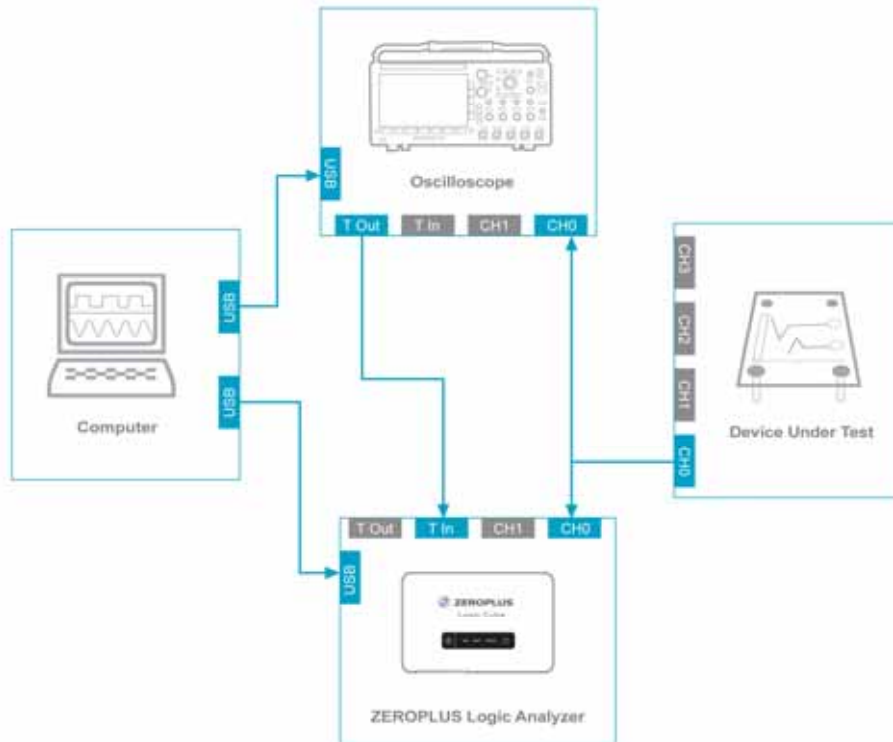 USB
Oscilloscope
T Out T In CH1 CH0
USB
USB
Computer
CH3
CH2
CH1
CH0
Device Under Test
T Out T In CH1 CH0
USB
ZEROPLUS
ZEROPLUS Logic Analyzer